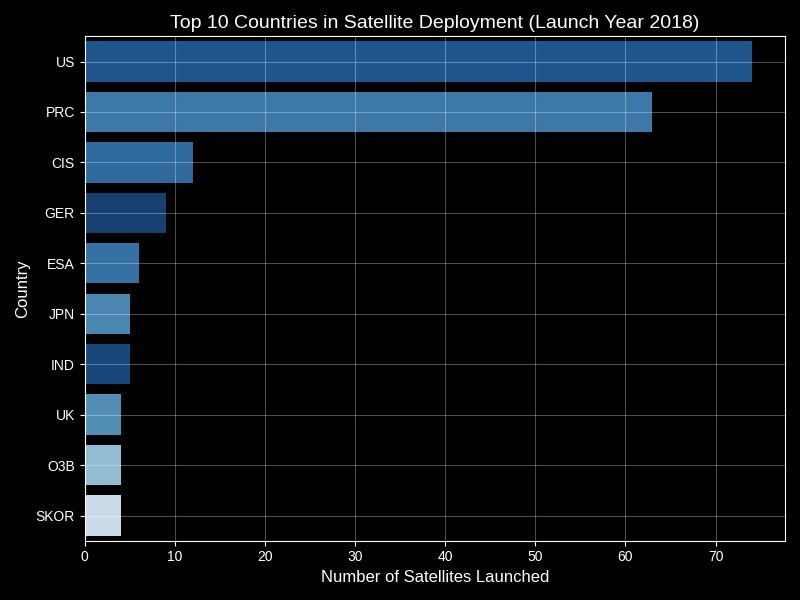 Top 10 Countries in Satellite Deployment (Launch Year 2018)
US
PRC
CIS
GER
ESA
JPN
IND
UK
O3B
SKOR
Country
0 10 20 30 40 50 60 70
Number of Satellites Launched